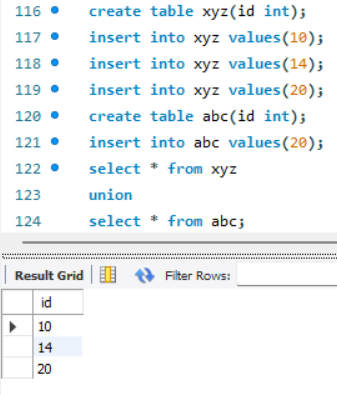 116 create table xyz(id int);
117 insert into xyz values(10);
118 insert into xyz values(14);
119 insert into xyz values(20);
120 create table abc(id int);
121 insert into abc values(20);
122 select * from xyz
123 union
124 select * from abc;
Result Grid Filter Rows:
id
10
14
20